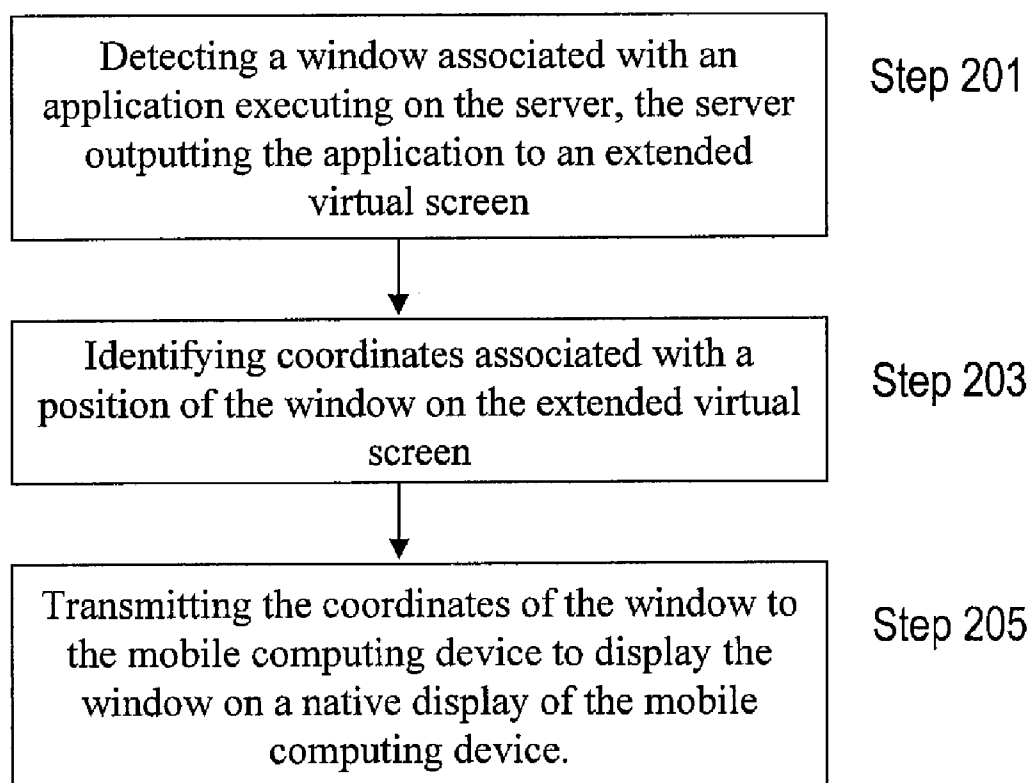 Detecting a window associated with an
application executing on the server, the server
outputting the application to an extended
virtual screen
Step 201
Identifying coordinates associated with a
position of the window on the extended virtual
screen
Step 203
Transmitting the coordinates of the window to
the mobile computing device to display the
window on a native display of the mobile
computing device.
Step 205